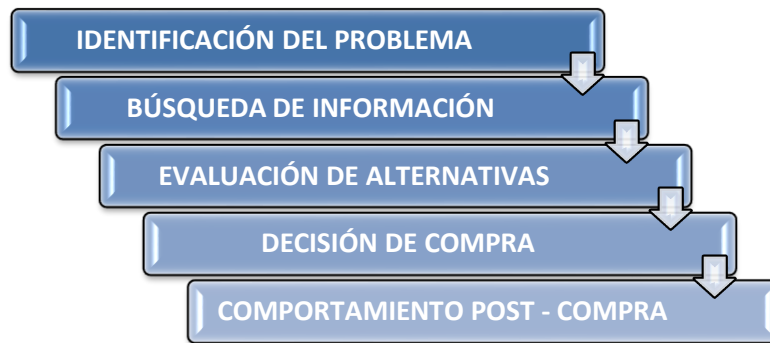 IDENTIFICACIÓN DEL PROBLEMA
BÚSQUEDA DE INFORMACIÓN
EVALUACIÓN DE ALTERNATIVAS
DECISIÓN DE COMPRA
COMPORTAMIENTO POST - COMPRA